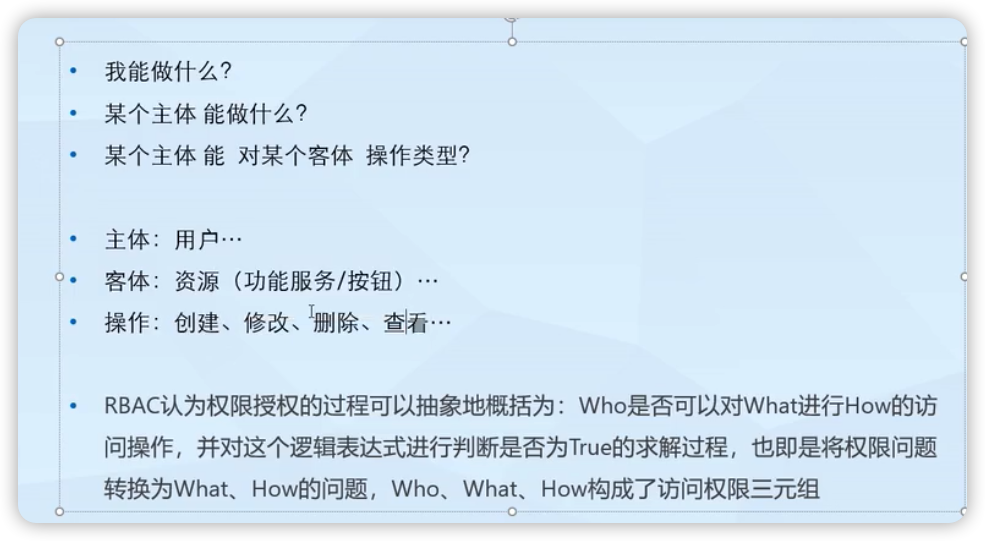 • 我能做什么？
• 某个主体 能做什么？
• 某个主体 能 对某个客体 操作类型？
• 主体：用户…
• 客体：资源（功能服务/按钮）…
• 操作：创建、修改、删除、查看…
• RBAC认为权限授权的过程可以抽象地概括为：Who是否可以对What进行How的访
问操作，并对这个逻辑表达式进行判断是否为True的求解过程，也即是将权限问题
转换为What、How的问题，Who、What、How构成了访问权限三元组